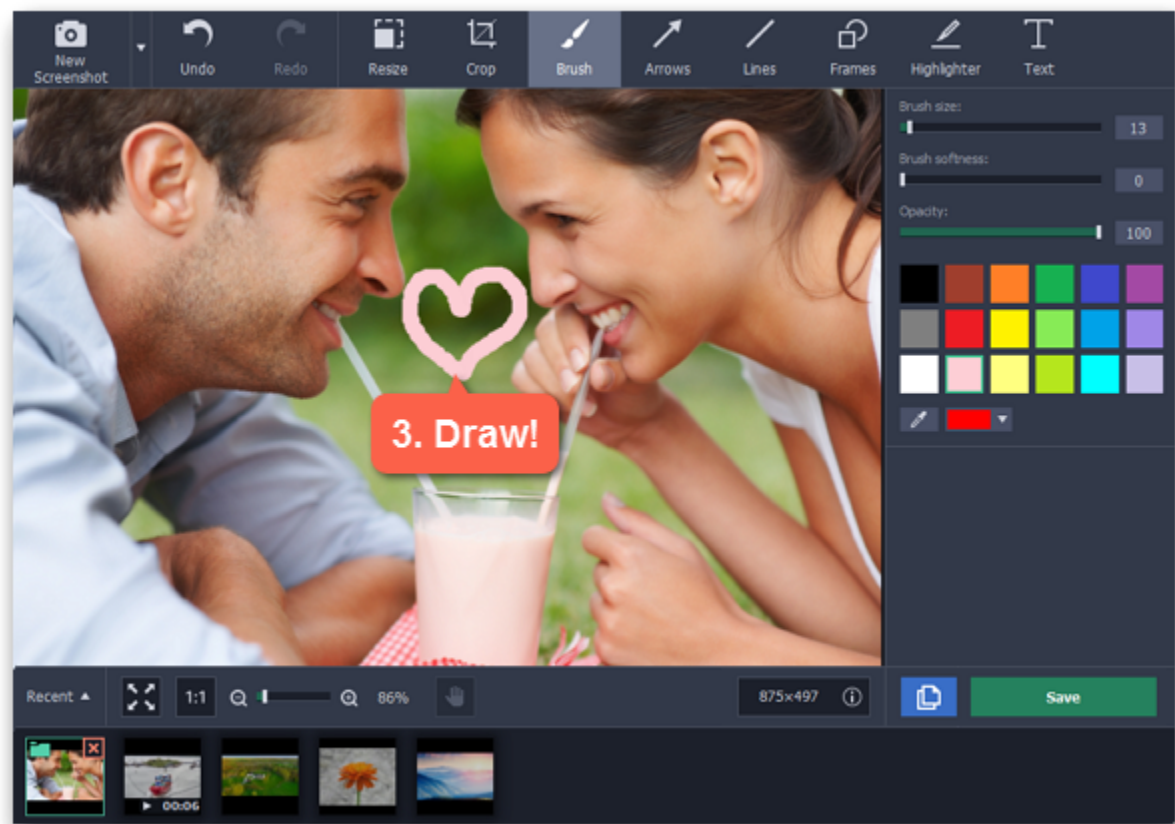 New
Screenshot
Undo
Redo
Resize
Crop
Brush
Arrows
Lines
Frames
Highlighter
Text
Brush size:
13
Brush softness:
0
Opacity:
100
3. Draw!
Recent
1:1
86%
875×497
Save
00:06